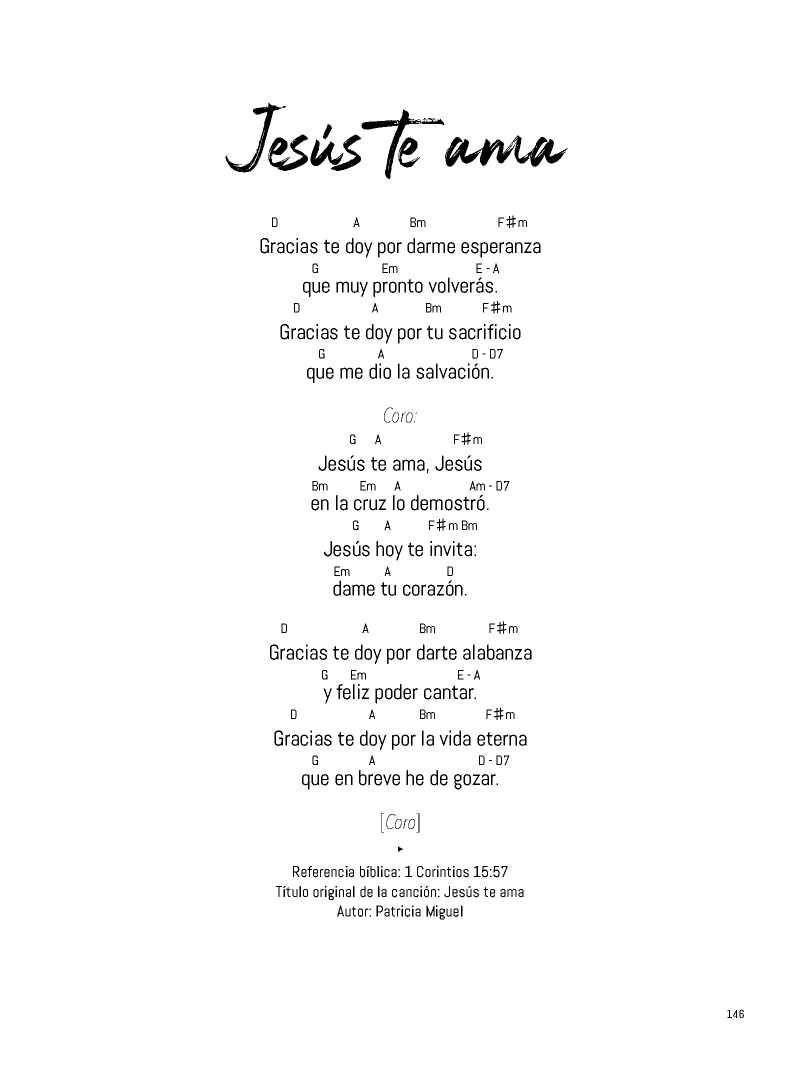 Jesús te ama
D A Bm F♯m
Gracias te doy por darme esperanza
G Em E - A
que muy pronto volverás.
D A Bm F♯m
Gracias te doy por tu sacrificio
G A D - D7
que me dio la salvación.
Coro:
G A F♯m
Jesús te ama, Jesús
Bm Em A Am - D7
en la cruz lo demostró.
G A F♯m Bm
Jesús hoy te invita:
Em A D
dame tu corazón.
D A Bm F♯m
Gracias te doy por darte alabanza
G Em E - A
y feliz poder cantar.
D A Bm F♯m
Gracias te doy por la vida eterna
G A D - D7
que en breve he de gozar.
[Coro]
Referencia bíblica: 1 Corintios 15:57
Título original de la canción: Jesús te ama
Autor: Patricia Miguel
146